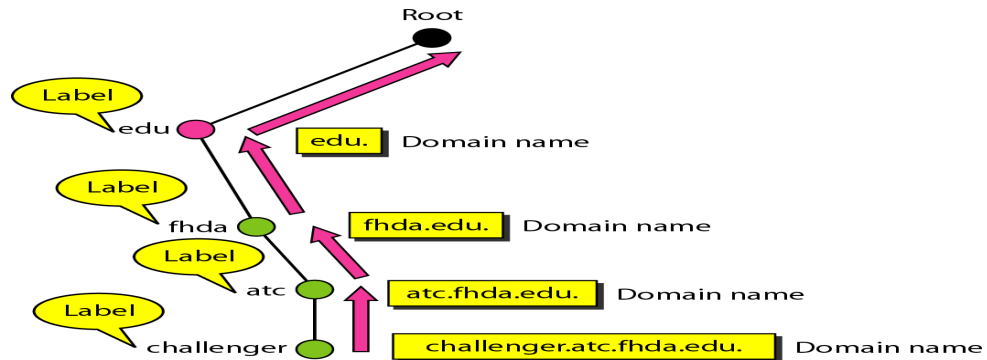 Root
Label
edu
edu. Domain name
Label
fhda
fhda.edu. Domain name
Label
atc
atc.fhda.edu. Domain name
Label
challenger
challenger.atc.fhda.edu. Domain name